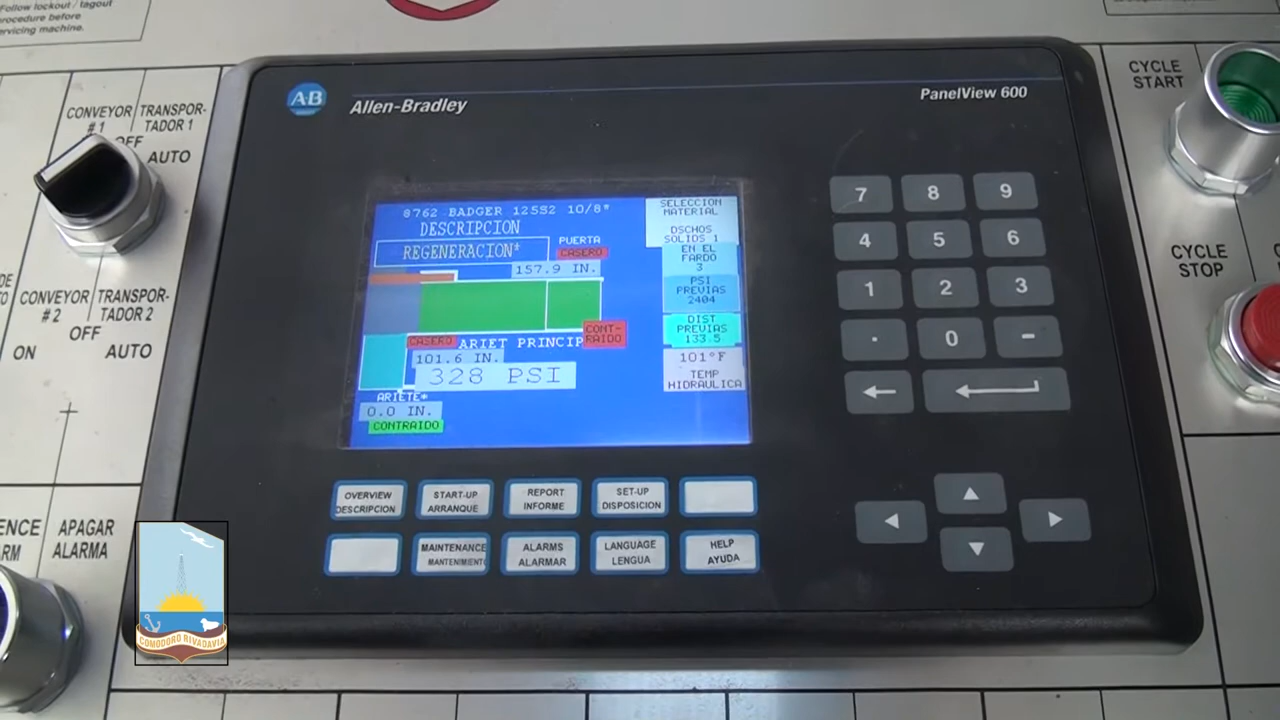 Follow lockout / tagout
procedure before
servicing machine.
CONVEYOR
#1
TRANSPOR-
TADOR 1
OFF
AUTO
CONVEYOR
#2
TRANSPOR-
TADOR 2
OFF
ON
AUTO
APAGAR
ALARMA
AB
Allen-Bradley
PanelView 600
8762 BADGER 12552 10/8"
DESCRIPCION
REGENERACION*
PUERTA
CASERO
157.9 IN.
CASERO
ARIET PRINCIP
CONT-
RAIDO
101.6 IN.
328 PSI
ARIETE*
0.0 IN.
CONTRAIDO
SELECCION
MATERIAL
DSCHOS
SOLIDS 1
EN EL
FARDO
3
PSI
PREVIAS
2404
DIST
PREVIAS
133.5
101°F
TEMP
HIDRAULICA
7 8 9
4 5 6
1 2 3
. 0 -
OVERVIEW
DESCRIPCION
START-UP
ARRANQUE
REPORT
INFORME
SET-UP
DISPOSICION
MAINTENANCE
MANTENIMIENTO
ALARMS
ALARMAR
LANGUAGE
LENGUA
HELP
AYUDA
CYCLE
START
CYCLE
STOP
COMODORO RIVADAVIA